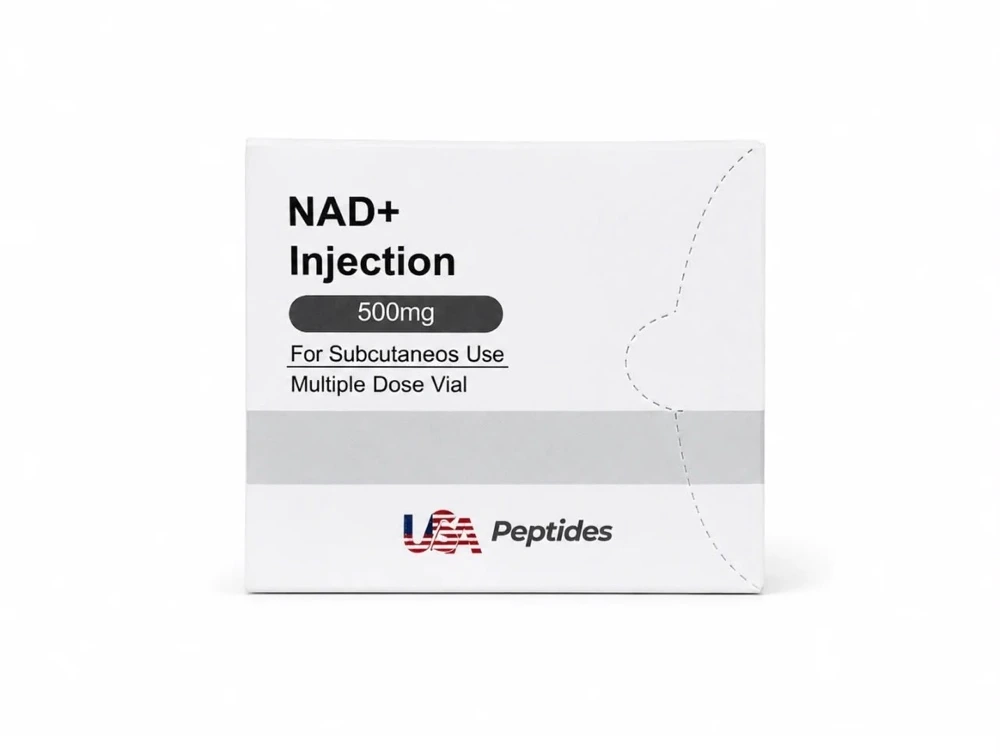 NAD+
Injection
500mg
For Subcutaneos Use
Multiple Dose Vial
USA Peptides